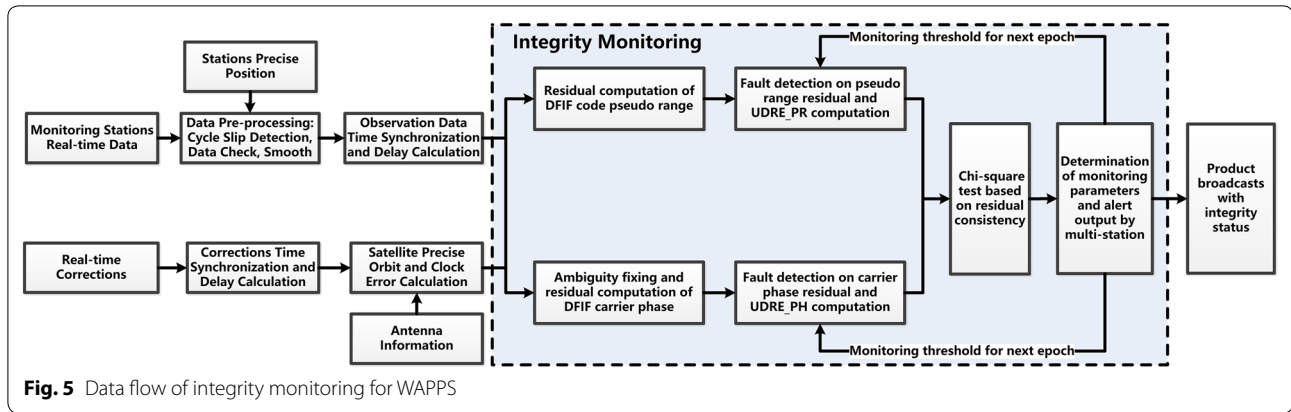 Integrity Monitoring
Monitoring threshold for next epoch
Stations Precise
Position
Monitoring Stations
Real-time Data
Data Pre-processing:
Cycle Slip Detection,
Data Check, Smooth
Observation Data
Time Synchronization
and Delay Calculation
Residual computation of
DFIF code pseudo range
Fault detection on pseudo
range residual and
UDRE_PR computation
Real-time
Corrections
Corrections Time
Synchronization and
Delay Calculation
Satellite Precise
Orbit and Clock
Error Calculation
Antenna
Information
Ambiguity fixing and
residual computation of
DFIF carrier phase
Fault detection on carrier
phase residual and
UDRE_PH computation
Chi-square
test based
on residual
consistency
Determination
of monitoring
parameters
and alert
output by
multi-station
Product
broadcasts
with
integrity
status
Monitoring threshold for next epoch
Fig. 5 Data flow of integrity monitoring for WAPPS